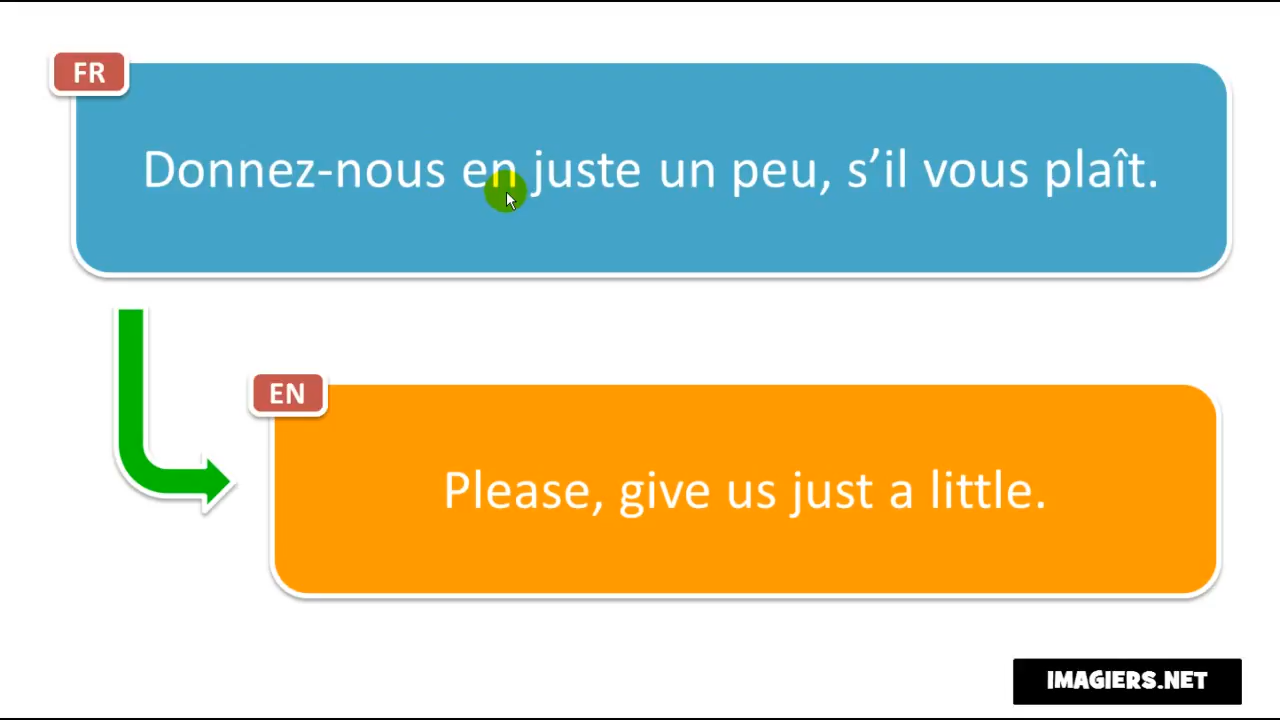 FR
Donnez-nous en juste un peu, s’il vous plaît.
EN
Please, give us just a little.
IMAGIERS.NET